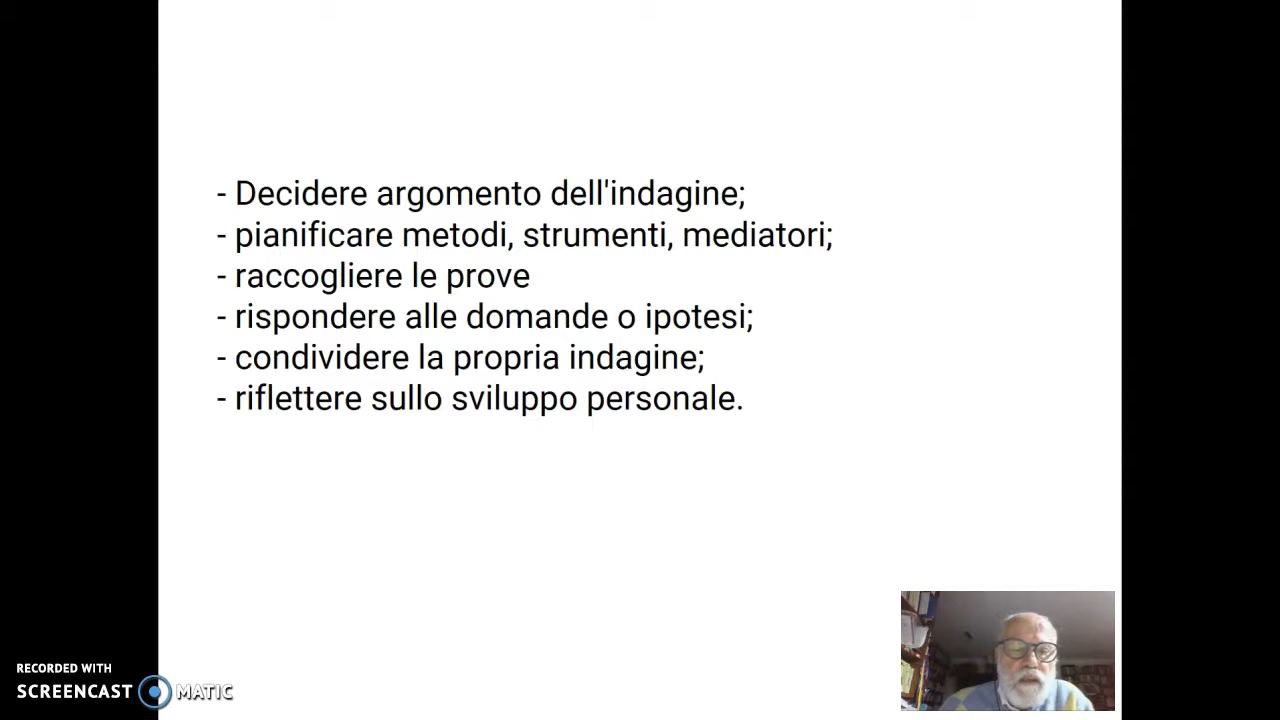 - Decidere argomento dell'indagine;
- pianificare metodi, strumenti, mediatori;
- raccogliere le prove
- rispondere alle domande o ipotesi;
- condividere la propria indagine;
- riflettere sullo sviluppo personale.
RECORDED WITH
SCREENCAST MATIC